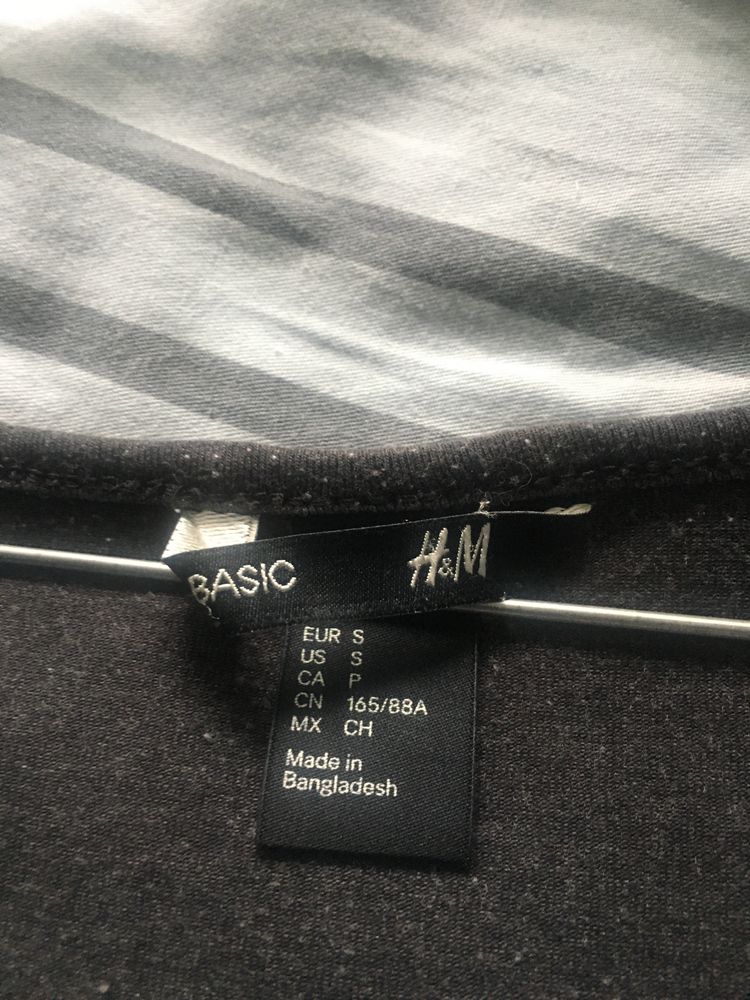 BASIC H&M
EUR S
US S
CA P
CN 165/88A
MX CH
Made in
Bangladesh